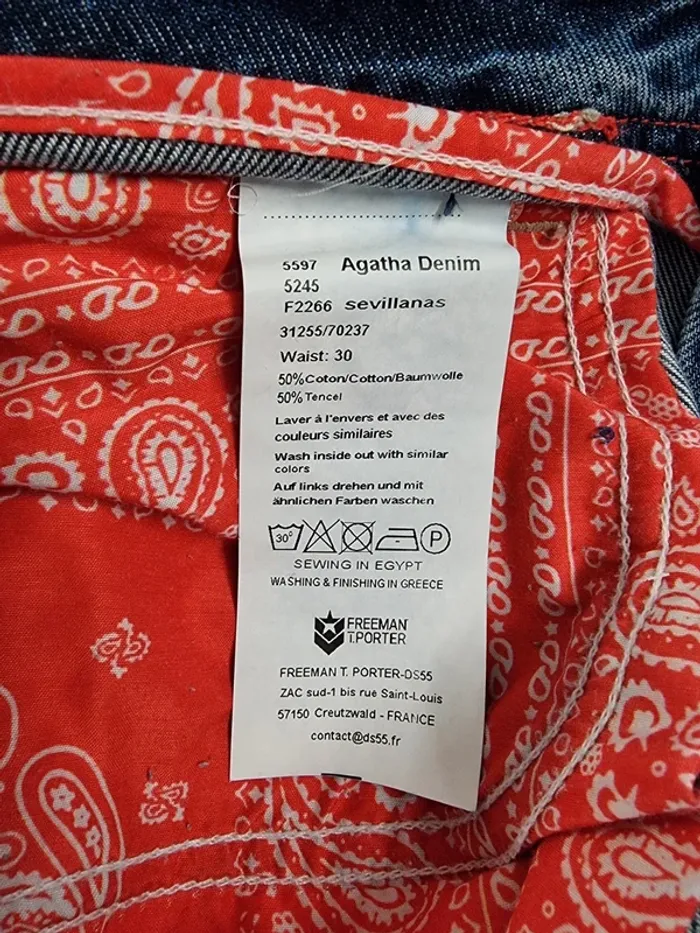 5597 Agatha Denim
5245
F2266 sevillanas
31255/70237
Waist: 30
50%Coton/Cotton/Baumwolle
50% Tencel
Laver à l'envers et avec des
couleurs similaires
Wash inside out with similar
colors
Auf links drehen und mit
ähnlichen Farben waschen
30° P
SEWING IN EGYPT
WASHING & FINISHING IN GREECE
FREEMAN
T.PORTER
FREEMAN T. PORTER-DS55
ZAC sud-1 bis rue Saint-Louis
57150 Creutzwald - FRANCE
contact@ds55.fr